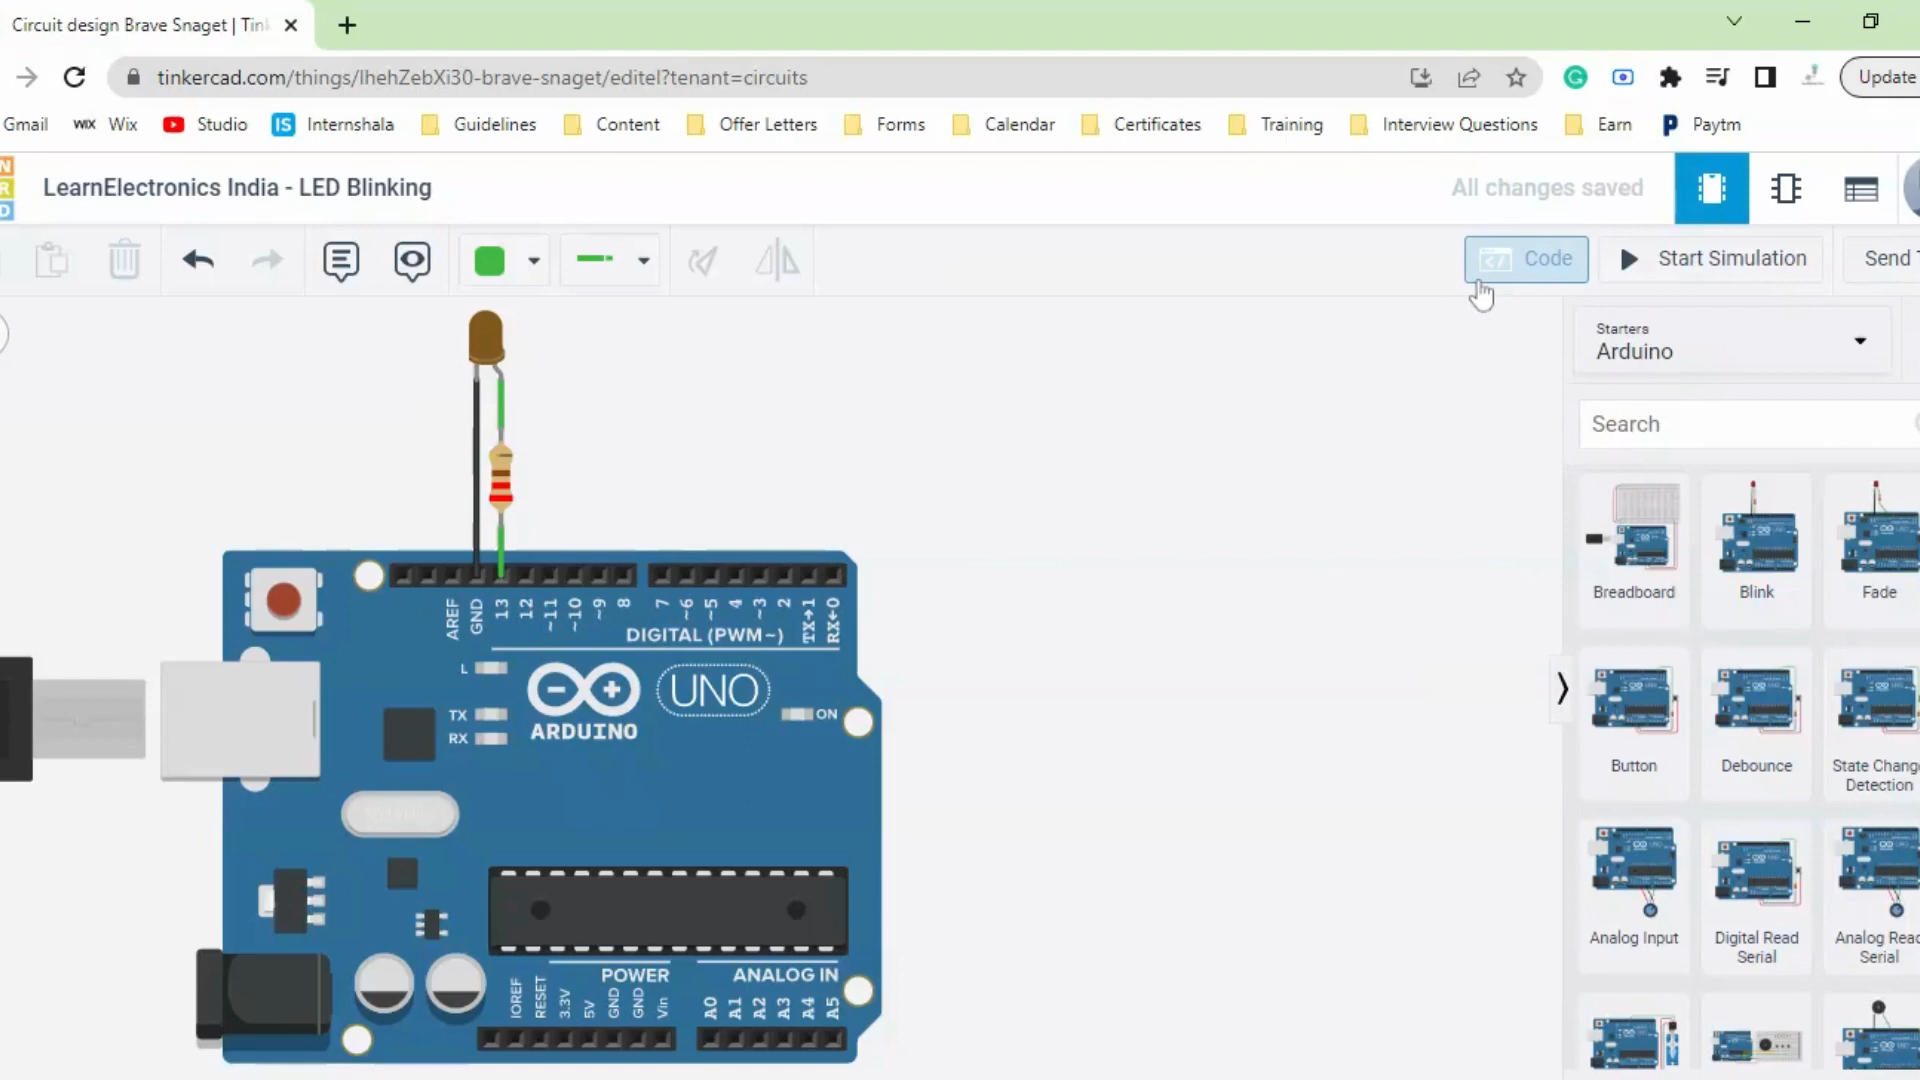 Circuit design Brave Snaget | Tink
tinkercad.com/things/lhehZebXi30-brave-snaget/editel?tenant=circuits
Update
Gmail
WIX Wix
Studio
IS Internshala
Guidelines
Content
Offer Letters
Forms
Calendar
Certificates
Training
Interview Questions
Earn
Paytm
N
R
D
LearnElectronics India - LED Blinking
All changes saved
Code
Start Simulation
Send T
Starters
Arduino
Search
Breadboard
Blink
Fade
Button
Debounce
State Change
Detection
Analog Input
Digital Read
Serial
Analog Read
Serial
AREF
GND
13
12
~11
~10
~9
8
7
~6
~5
4
~3
2
TX→1
RX←0
DIGITAL (PWM~)
L
TX
RX
ARDUINO
UNO
ON
POWER
ANALOG IN
IOREF
RESET
3.3V
5V
GND
GND
Vin
A0
A1
A2
A3
A4
A5